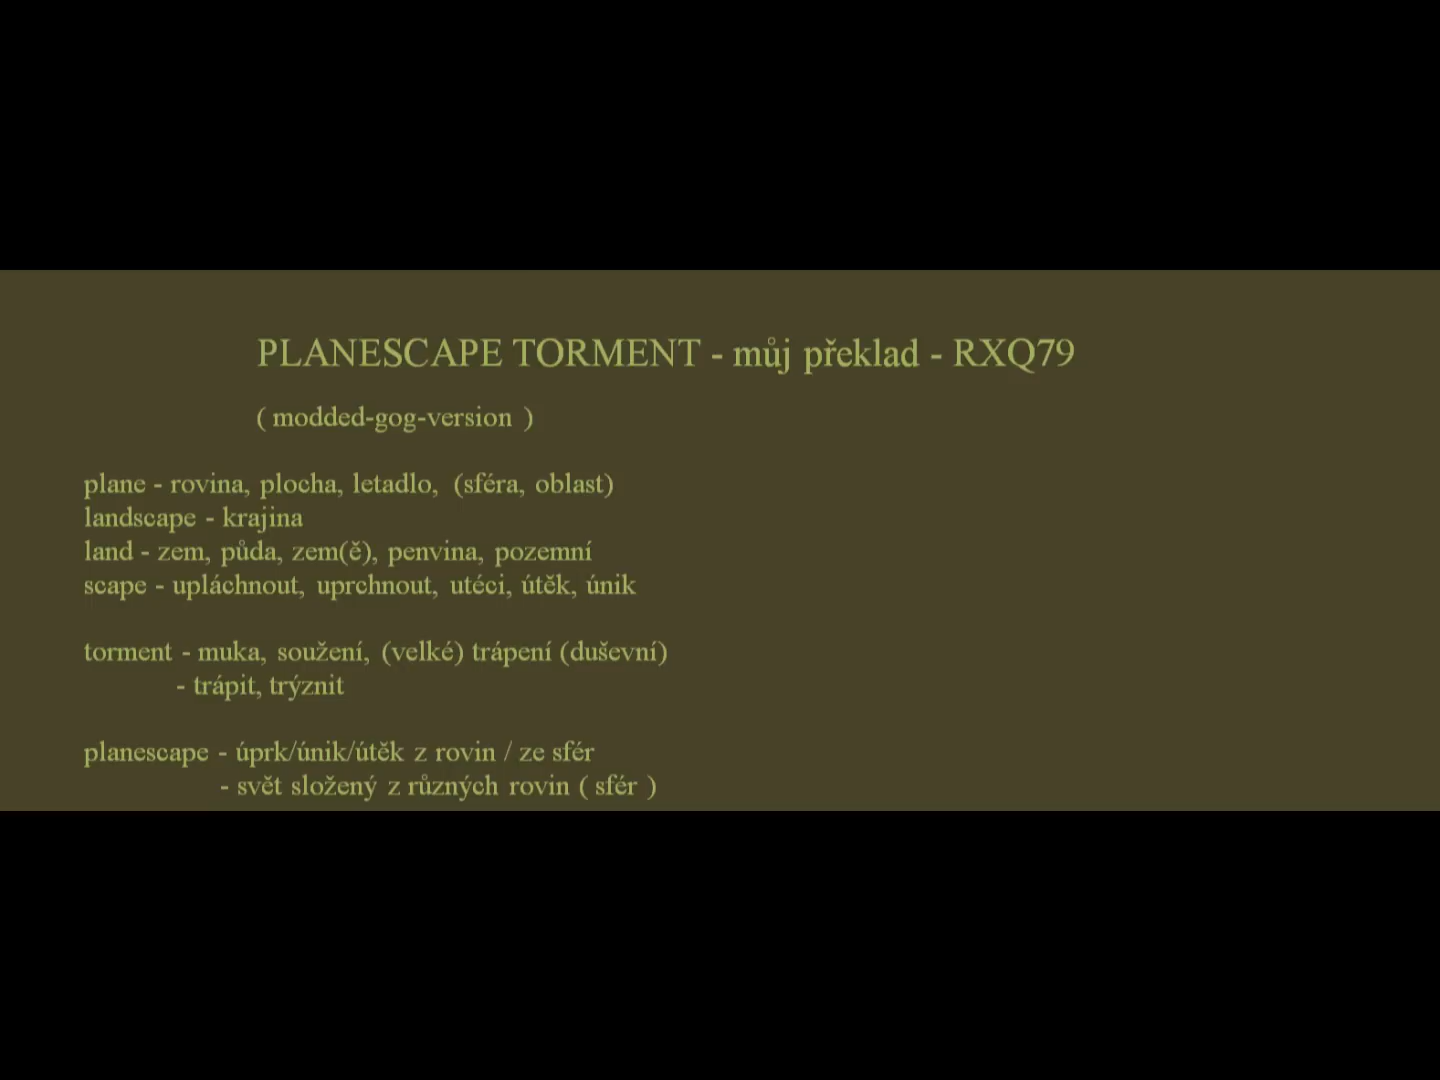 PLANESCAPE TORMENT - můj překlad - RXQ79
( modded-gog-version )
plane - rovina, plocha, letadlo, (sféra, oblast)
landscape - krajina
land - zem, půda, zem(ě), penvina, pozemní
scape - upláchnout, uprchnout, utéci, útěk, únik
torment - muka, soužení, (velké) trápení (duševní)
- trápit, trýznit
planescape - úprk/únik/útěk z rovin / ze sfér
- svět složený z různých rovin ( sfér )